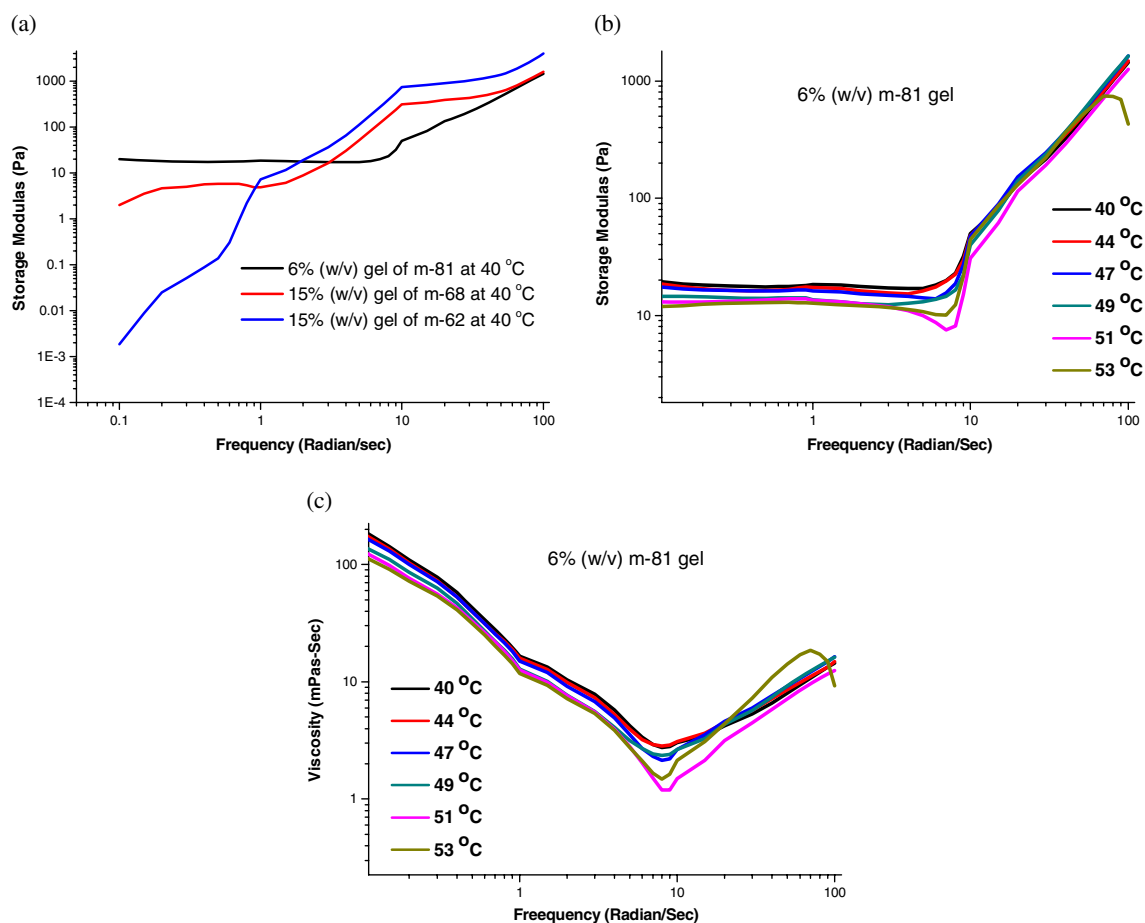 (a)
Storage Modulas (Pa)
1000
100
10
1
0.1
0.01
1E-3
1E-4
6% (w/v) gel of m-81 at 40 °C
15% (w/v) gel of m-68 at 40 °C
15% (w/v) gel of m-62 at 40 °C
0.1 1 10 100
Frequency (Radian/sec)
(b)
6% (w/v) m-81 gel
Storage Modulas (Pa)
1000
100
10
40 °C
44 °C
47 °C
49 °C
51 °C
53 °C
1 10 100
Freequency (Radian/Sec)
(c)
6% (w/v) m-81 gel
Viscosity (mPas-Sec)
100
10
1
40 °C
44 °C
47 °C
49 °C
51 °C
53 °C
1 10 100
Freequency (Radian/Sec)